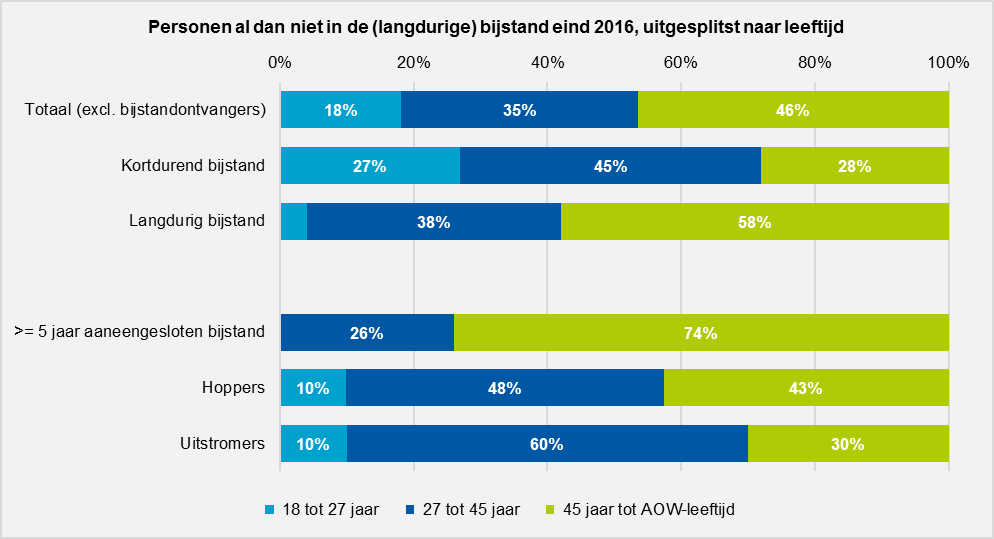 Personen al dan niet in de (langdurige) bijstand eind 2016, uitgesplitst naar leeftijd
0% 20% 40% 60% 80% 100%
Totaal (excl. bijstandontvangers) 18% 35% 46%
Kortdurend bijstand 27% 45% 28%
Langdurig bijstand 38% 58%
>= 5 jaar aaneengesloten bijstand 26% 74%
Hoppers 10% 48% 43%
Uitstromers 10% 60% 30%
18 tot 27 jaar 27 tot 45 jaar 45 jaar tot AOW-leeftijd